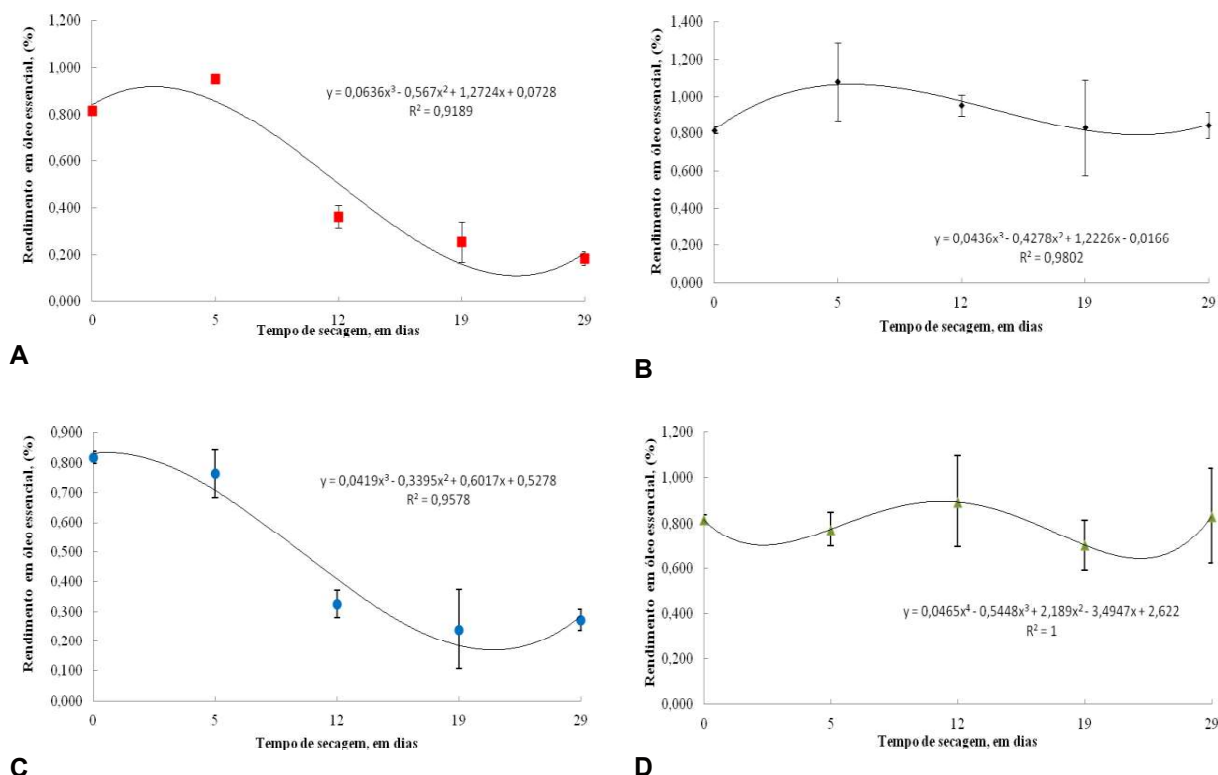 1,200
1,000
0,800
0,600
0,400
0,200
0,000
Rendimento em óleo essencial, (%)
y = 0,0636x³ - 0,567x² + 1,2724x + 0,0728
R² = 0,9189
0 5 12 19 29
Tempo de secagem, em dias
A
1,400
1,200
1,000
0,800
0,600
0,400
0,200
0,000
Rendimento em óleo essencial, (%)
y = 0,0436x³ - 0,4278x² + 1,2226x - 0,0166
R² = 0,9802
0 5 12 19 29
Tempo de secagem, em dias
B
0,900
0,800
0,700
0,600
0,500
0,400
0,300
0,200
0,100
0,000
Rendimento em óleo essencial, (%)
y = 0,0419x³ - 0,3395x² + 0,6017x + 0,5278
R² = 0,9578
0 5 12 19 29
Tempo de secagem, em dias
C
1,200
1,000
0,800
0,600
0,400
0,200
0,000
Rendimento em óleo essencial, (%)
y = 0,0465x⁴ - 0,5448x³ + 2,189x² - 3,4947x + 2,622
R² = 1
0 5 12 19 29
Tempo de secagem, em dias
D